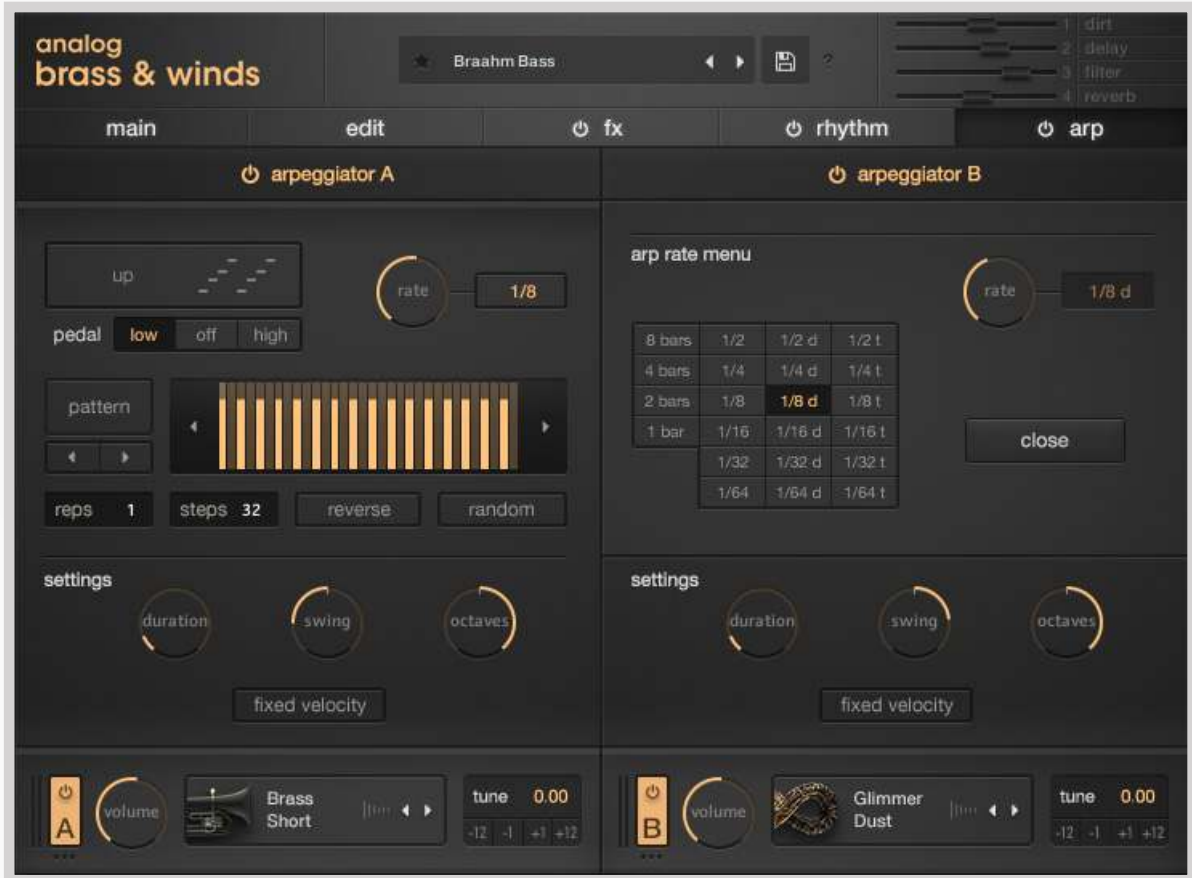 analog
brass & winds
Braahm Bass
?
1 dirt
2 delay
3 filter
4 reverb
main
edit
fx
rhythm
arp
arpeggiator A
up
rate
1/8
pedal low off high
pattern
reps 1 steps 32 reverse random
settings
duration swing octaves
fixed velocity
A
volume
Brass
Short
tune 0.00
-12 -1 +1 +12
arpeggiator B
arp rate menu
rate
1/8 d
8 bars 1/2 1/2 d 1/2 t
4 bars 1/4 1/4 d 1/4 t
2 bars 1/8 1/8 d 1/8 t
1 bar 1/16 1/16 d 1/16 t
1/32 1/32 d 1/32 t
1/64 1/64 d 1/64 t
close
settings
duration swing octaves
fixed velocity
B
volume
Glimmer
Dust
tune 0.00
-12 -1 +1 +12